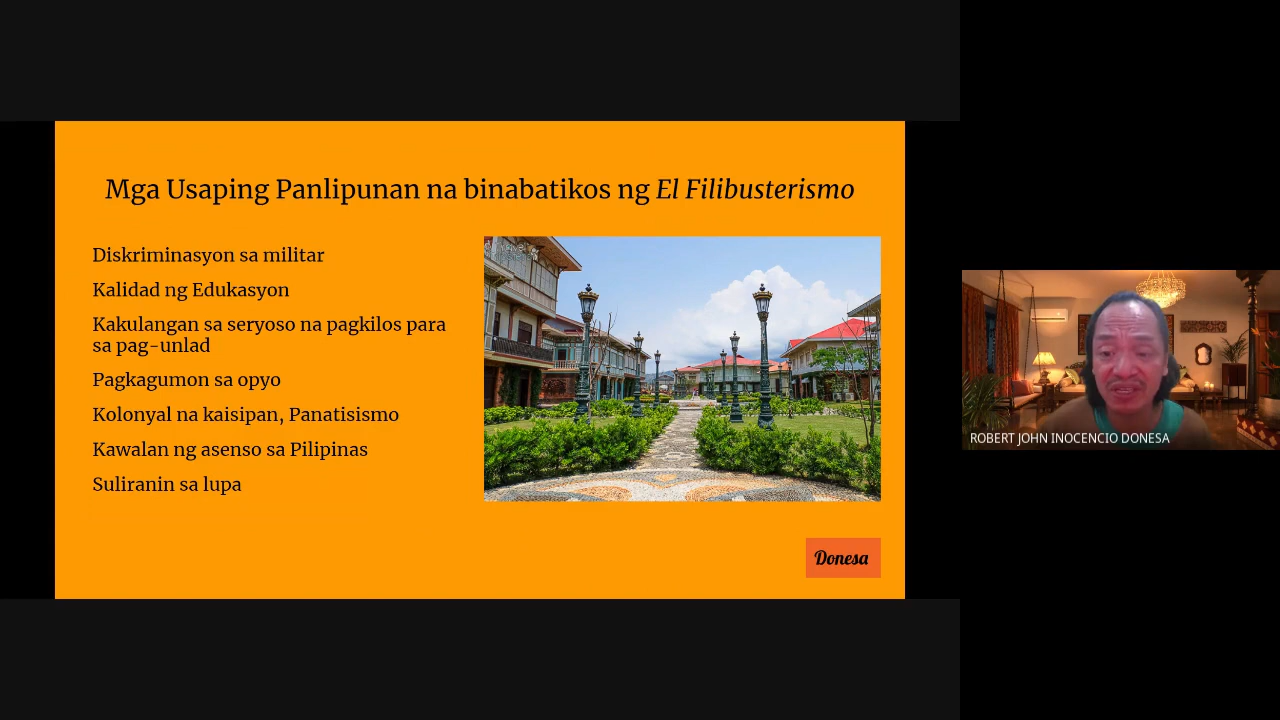 Mga Usaping Panlipunan na binabatikos ng El Filibusterismo
Diskriminasyon sa militar
Kalidad ng Edukasyon
Kakulangan sa seryoso na pagkilos para
sa pag-unlad
Pagkagumon sa opyo
Kolonyal na kaisipan, Panatisismo
Kawalan ng asenso sa Pilipinas
Suliranin sa lupa
Donesa
ROBERT JOHN INOCENCIO DONESA